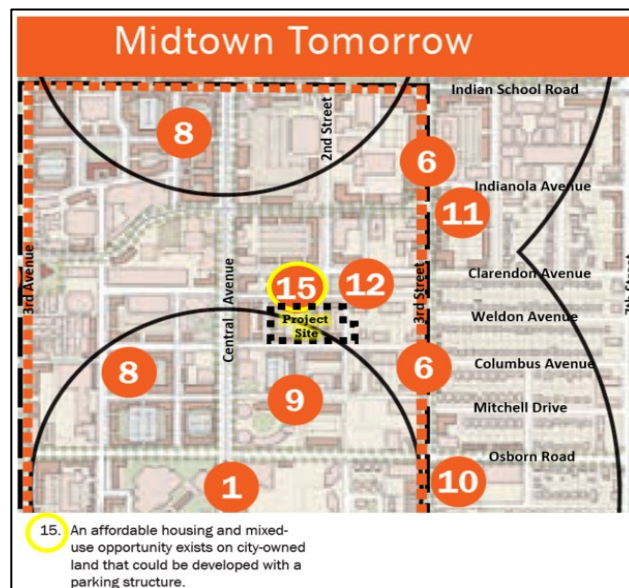 Midtown Tomorrow
Indian School Road
8
2nd Street
6
Indianola Avenue
11
3rd Avenue
Central Avenue
15
12
3rd Street
Clarendon Avenue
7th Street
Project
Site
Weldon Avenue
8
6
Columbus Avenue
9
Mitchell Drive
1
Osborn Road
10
15. An affordable housing and mixed-
use opportunity exists on city-owned
land that could be developed with a
parking structure.